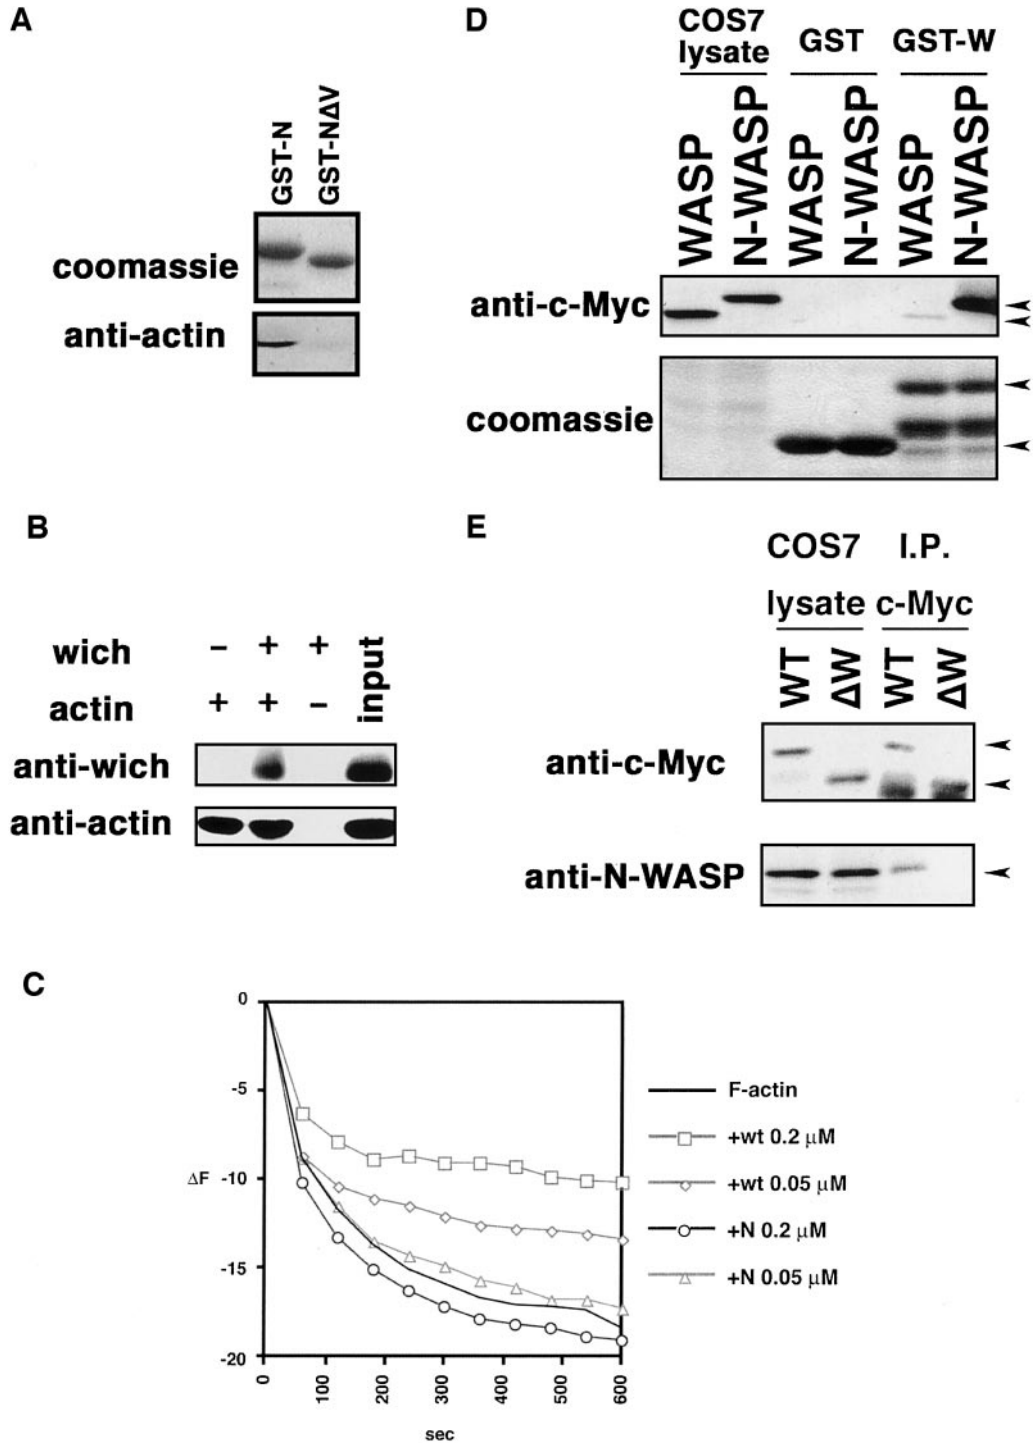 A
GST-N
GST-NΔV
coomassie
anti-actin
B
wich - + +
input
actin + + -
anti-wich
anti-actin
C
0
-5
-10
-15
-20
ΔF
0 100 200 300 400 500 600
sec
F-actin
+wt 0.2 μM
+wt 0.05 μM
+N 0.2 μM
+N 0.05 μM
D
COS7
lysate
GST
GST-W
WASP
N-WASP
WASP
N-WASP
WASP
N-WASP
anti-c-Myc
coomassie
E
COS7 I.P.
lysate c-Myc
WT
ΔW
WT
ΔW
anti-c-Myc
anti-N-WASP